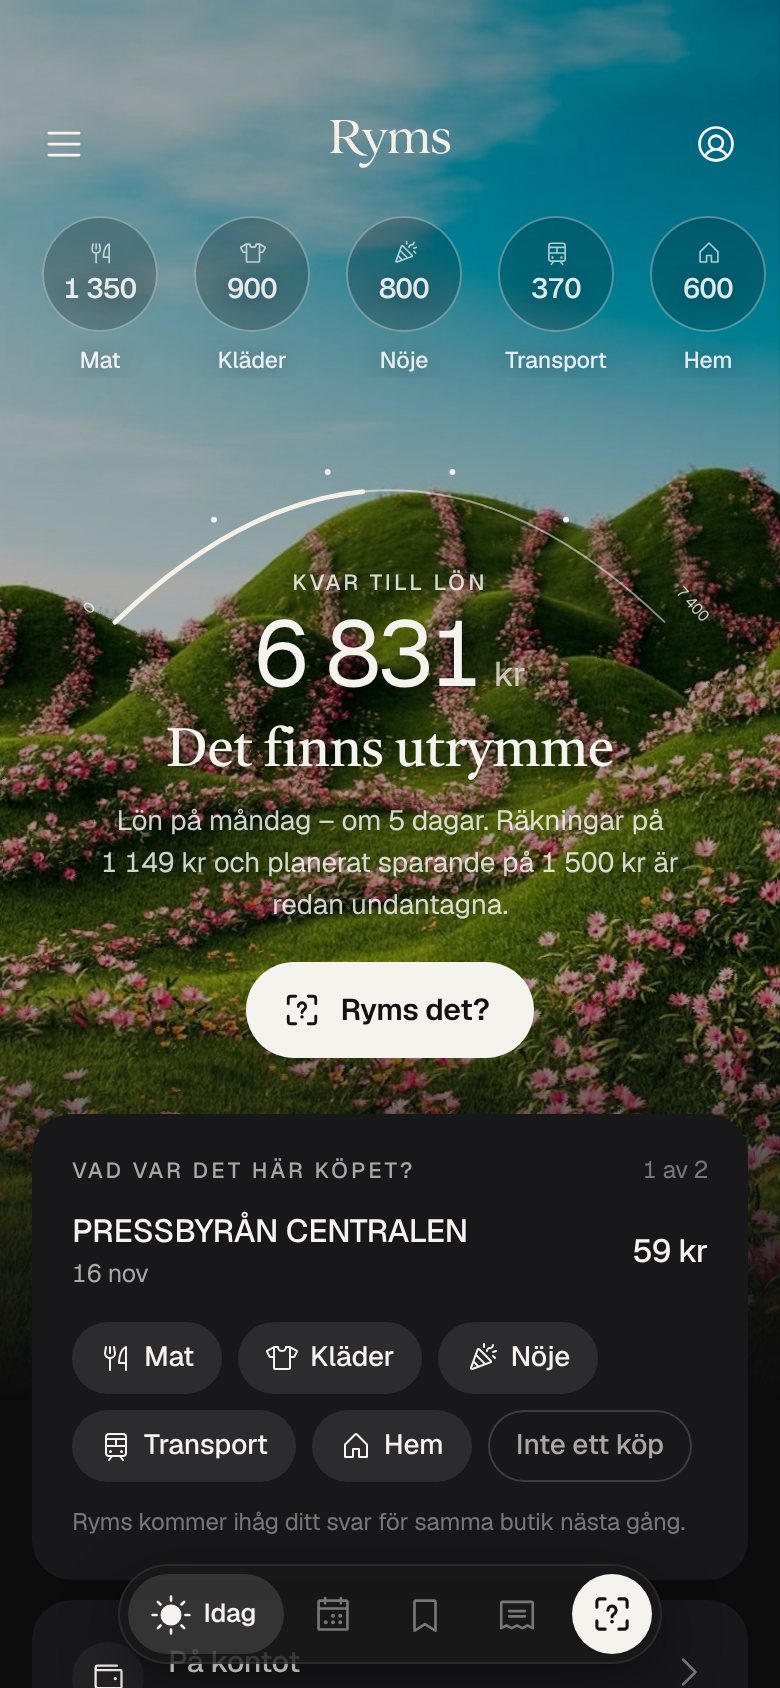 Ryms
1 350
900
800
370
600
Mat
Kläder
Nöje
Transport
Hem
0
7 400
KVAR TILL LÖN
6 831 kr
Det finns utrymme
Lön på måndag – om 5 dagar. Räkningar på
1 149 kr och planerat sparande på 1 500 kr är
redan undantagna.
Ryms det?
VAD VAR DET HÄR KÖPET?
1 av 2
PRESSBYRÅN CENTRALEN
59 kr
16 nov
Mat
Kläder
Nöje
Transport
Hem
Inte ett köp
Ryms kommer ihåg ditt svar för samma butik nästa gång.
Idag
På kontot